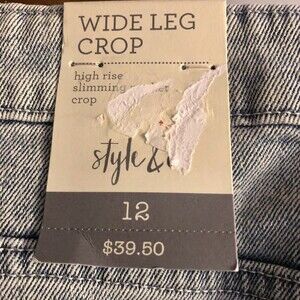 WIDE LEG
CROP
high rise
slimming
crop
style &
12
$39.50